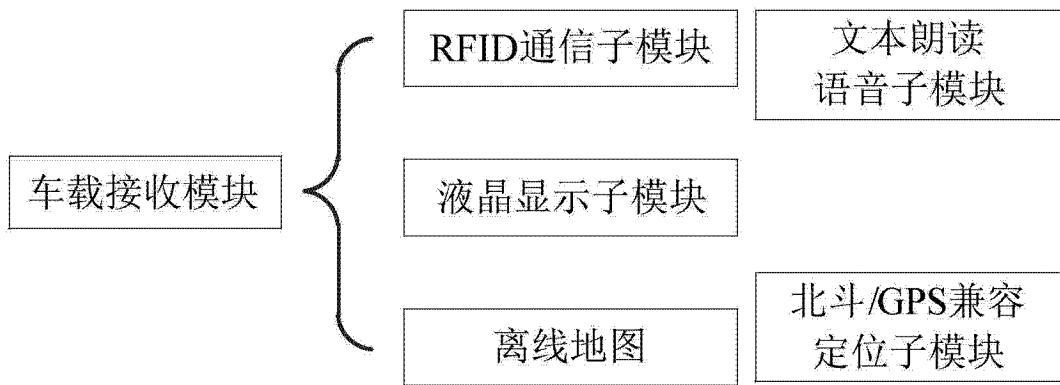 RFID通信子模块
文本朗读
语音子模块
车载接收模块
液晶显示子模块
离线地图
北斗/GPS兼容
定位子模块